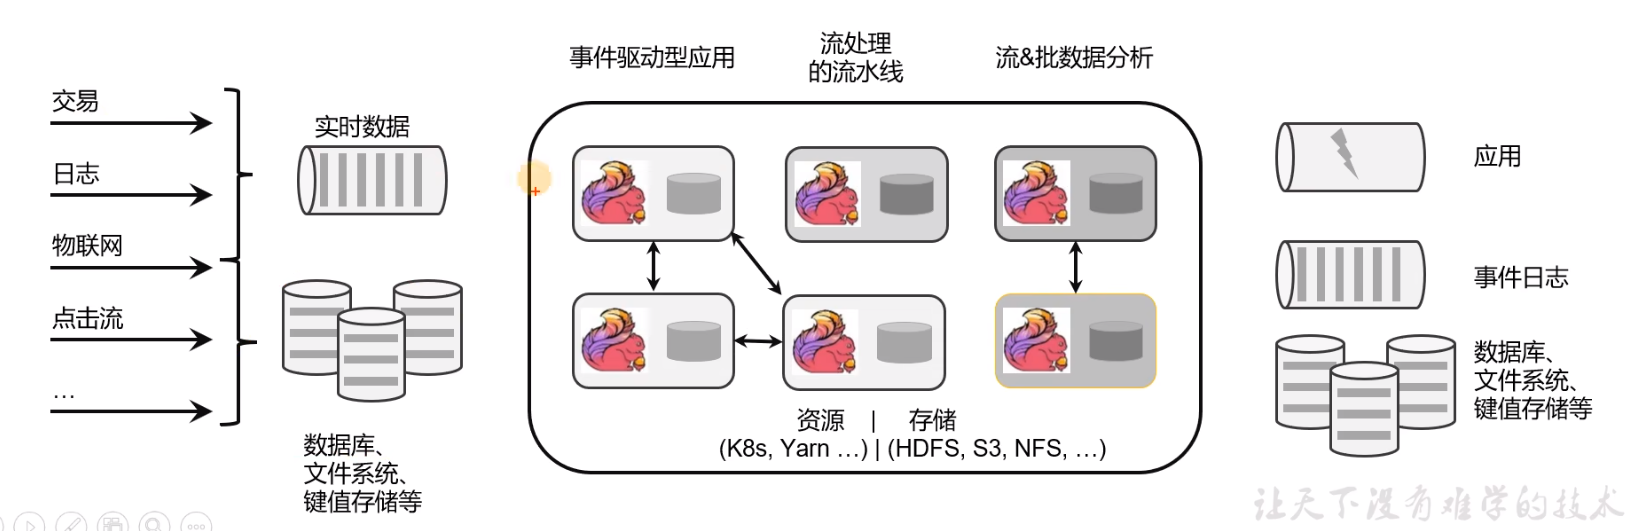 交易
日志
物联网
点击流
…
实时数据
数据库、
文件系统、
键值存储等
事件驱动型应用
流处理
的流水线
流&批数据分析
资源 | 存储
(K8s, Yarn …) | (HDFS, S3, NFS, …)
应用
事件日志
数据库、
文件系统、
键值存储等
让天下没有难学的技术